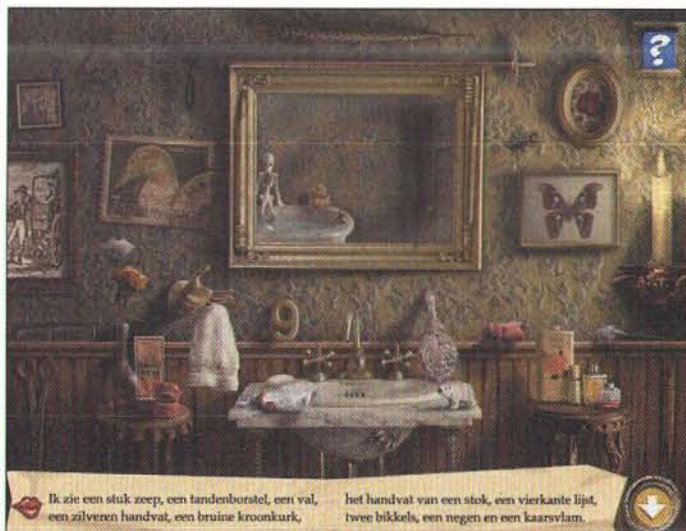 ?
9
Ik zie een stuk zeep, een tandenborstel, een val,
een zilveren handvat, een bruine kroonkurk,
het handvat van een stok, een vierkante lijst,
twee bikkels, een negen en een kaarsvlam.